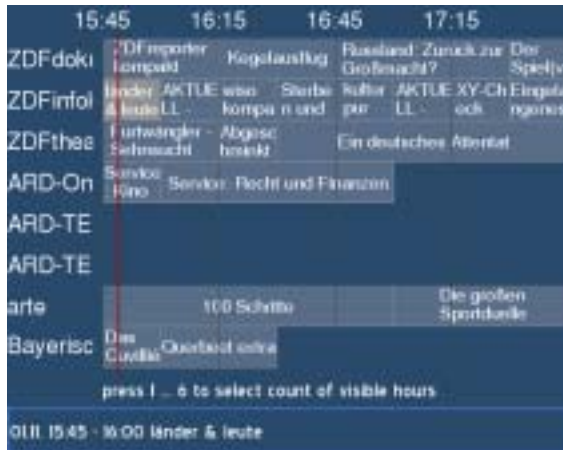 15:45 16:15 16:45 17:15
ZDFdoki
ZDF.reporter kompakt Kegelausflug Russland: Zurück zur Großmacht? Der
ZDFinfol
länder & leute AKTUE LL - wiso kompa Sterbe n und kultur pur AKTUE LL - XY-Ch eck
ZDFthea
Furtwängler - Sehnsucht Abgesc hminkt Ein deutsches Attentat
ARD-On
Service: Kino Service: Recht und Finanzen
ARD-TE
ARD-TE
arte
100 Schritte Die großen Sportduelle
Bayerisc
Das Querbeet extra
press 1 ... 6 to select count of visible hours
01.11. 15:45 - 16:00 länder & leute